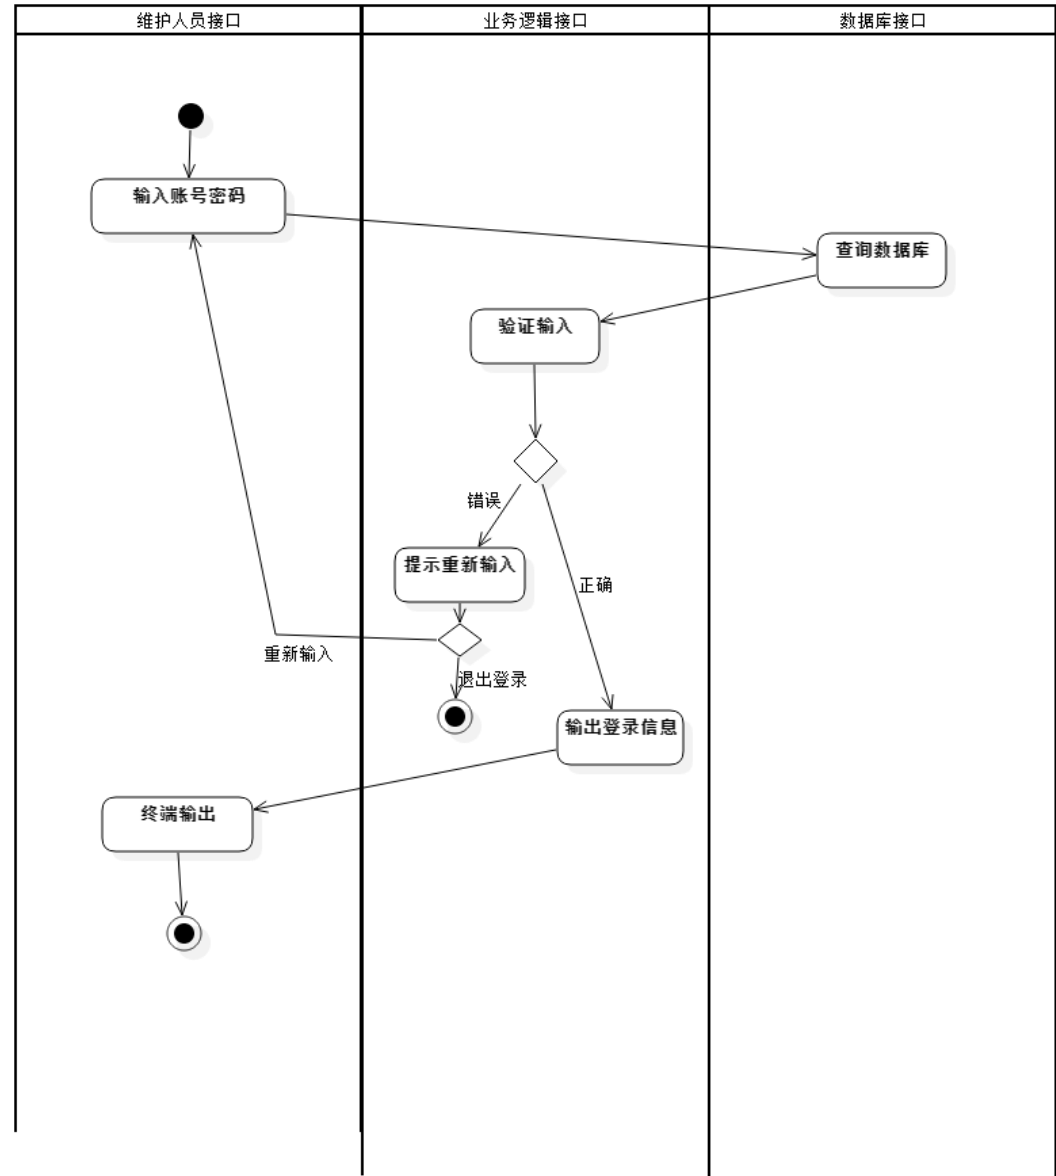 维护人员接口
业务逻辑接口
数据库接口
输入账号密码
查询数据库
验证输入
错误
提示重新输入
正确
重新输入
退出登录
输出登录信息
终端输出